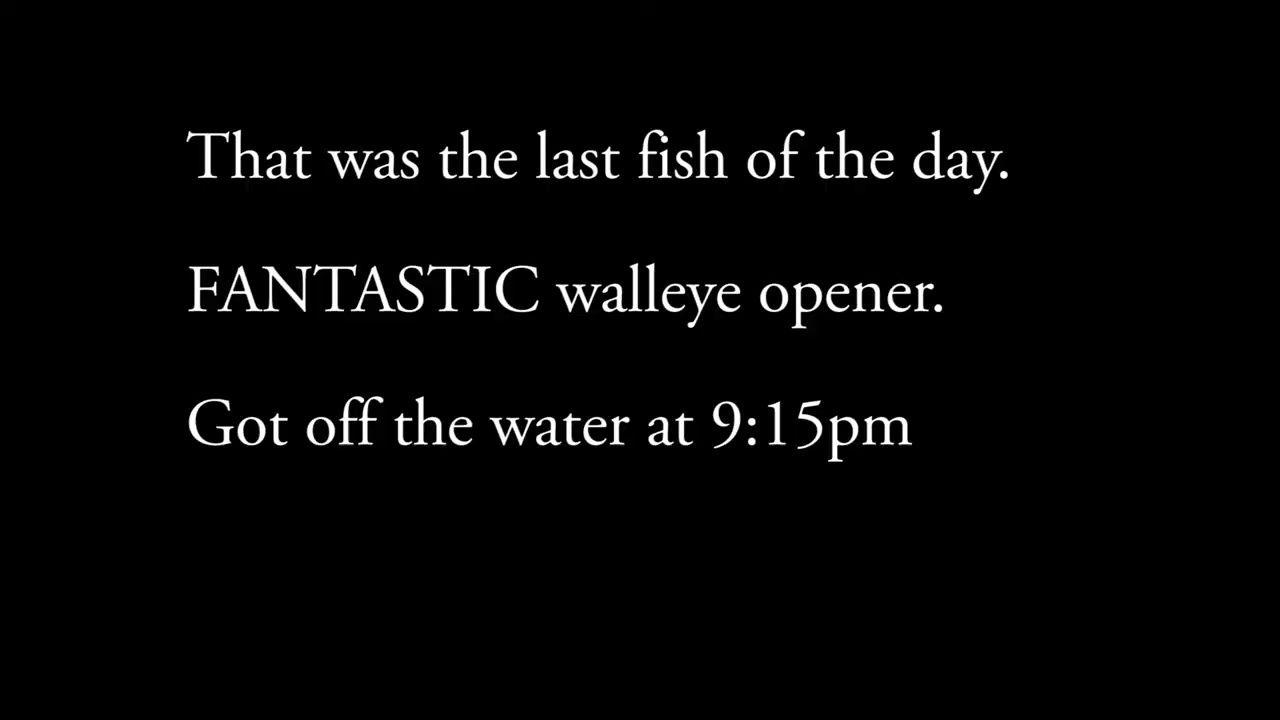 That was the last fish of the day.
FANTASTIC walleye opener.
Got off the water at 9:15pm